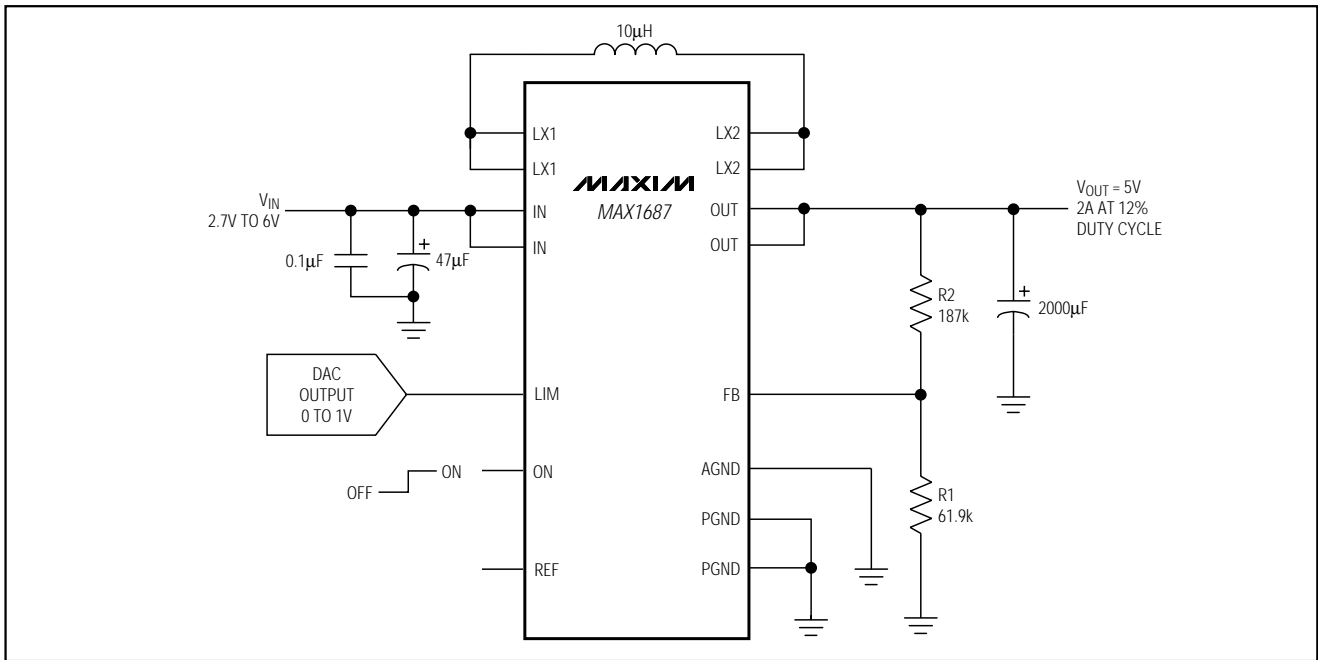 10μH
LX1
LX2
LX1
LX2
MAXIM
MAX1687
VIN
2.7V TO 6V
IN
OUT
VOUT = 5V
2A AT 12%
DUTY CYCLE
IN
OUT
0.1μF
+
47μF
R2
187k
+
2000μF
DAC
OUTPUT
0 TO 1V
LIM
FB
OFF
ON
ON
AGND
R1
61.9k
PGND
REF
PGND